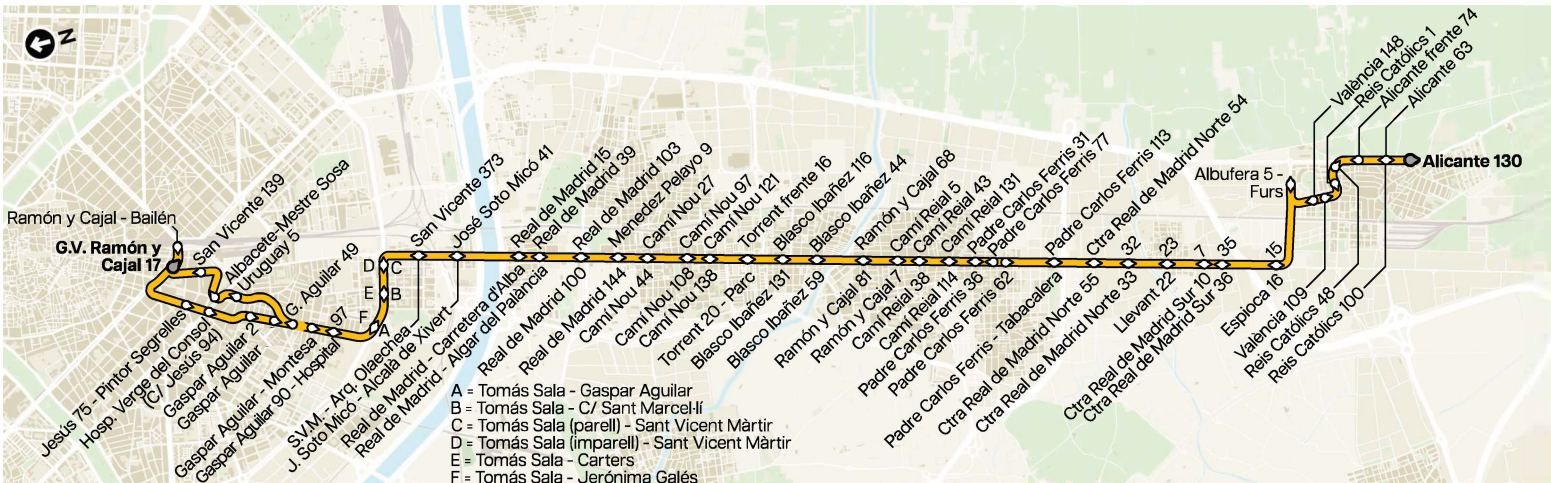 N
Ramón y Cajal - Bailén
G.V. Ramón y
Cajal 17
San Vicente 139
Albacete-Mestre Sosa
Uruguay 5
C. Aguilar 49
97
San Vicente 373
José Soto Micó 41
Real de Madrid 15
Real de Madrid 39
Real de Madrid 103
Menedez Pelayo 9
Camí Nou 27
Camí Nou 97
Camí Nou 121
Torrent frente 16
Blasco Ibañez 116
Blasco Ibañez 44
Ramón y Cajal 68
Camí Reial 5
Camí Reial 43
Camí Reial 131
Padre Carlos Ferris 31
Padre Carlos Ferris 77
Padre Carlos Ferris 113
Ctra Real de Madrid Norte 54
32
23
7
35
15
Albufera 5 -
Furs
València 148
Reis Catòlics 1
Alicante frente 74
Alicante 63
Alicante 130
D
C
E
B
F
A
Jesús 75 - Pintor Segrelles
Hosp. Verge del Consol
(C/ Jesús 94)
Gaspar Aguilar 2
Gaspar Aguilar
Gaspar Aguilar - Montesa
Gaspar Aguilar 90 - Hospital
S.V.M - Arq. Olaechea
J. Soto Micó - Alcalà de Xivert
Real de Madrid - Carretera d'Alba
Real de Madrid - Algar del Palancia
Real de Madrid 100
Real de Madrid 144
Camí Nou 44
Camí Nou 108
Camí Nou 138
Torrent 20 - Parc
Blasco Ibañez 131
Blasco Ibáñez 59
Ramón y Cajal 81
Ramón y Cajal 7
Camí Reial 38
Camí Reial 114
Padre Carlos Ferris 36
Padre Carlos Ferris 62
Padre Carlos Ferris - Tabacalera
Ctra Real de Madrid Norte 55
Ctra Real de Madrid Norte 33
Llevant 22
Ctra Real de Madrid Sur 10
Ctra Real de Madrid Sur 36
Espioca 16
Valencia 109
Reis Catòlics 48
Reis Catòlics 100
A = Tomás Sala - Gaspar Aguilar
B = Tomás Sala - C/ Sant Marcel·lí
C = Tomás Sala (parell) - Sant Vicent Màrtir
D = Tomás Sala (imparell) - Sant Vicent Màrtir
E = Tomás Sala - Carters
F = Tomás Sala - Jerónima Galés